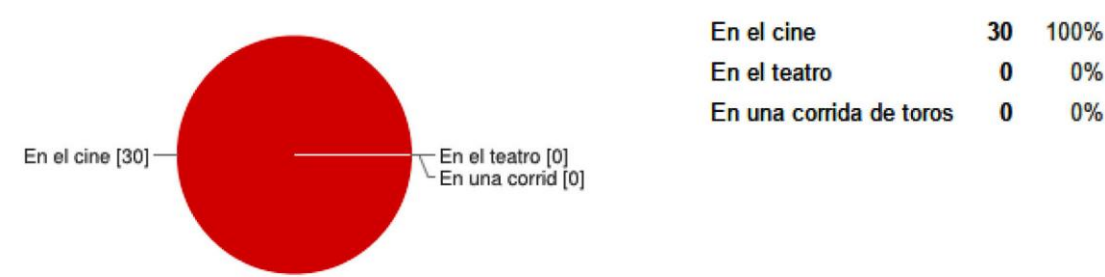 En el cine [30]
En el teatro [0]
En una corrid [0]
En el cine 30 100%
En el teatro 0 0%
En una corrida de toros 0 0%